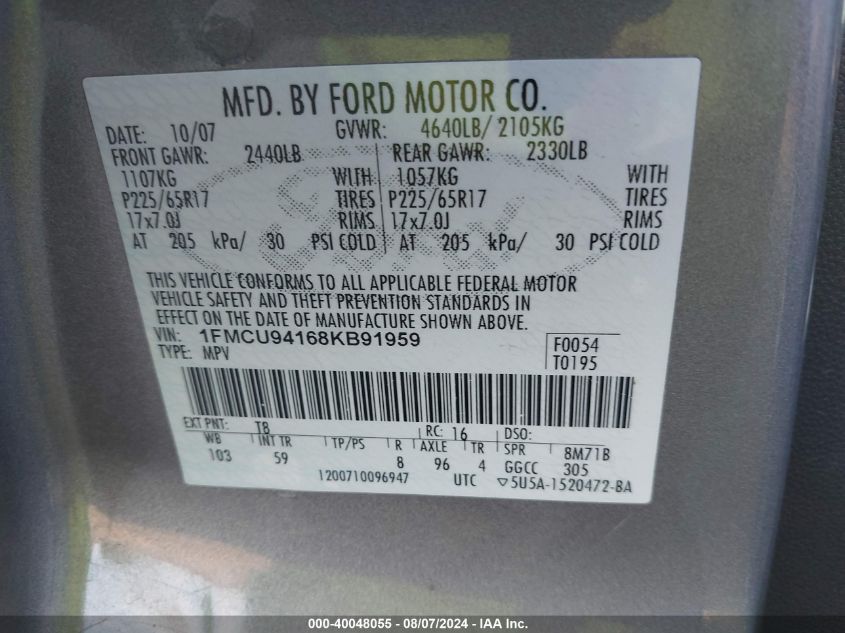 MFD. BY FORD MOTOR CO.
DATE: 10/07 GVWR: 4640LB/ 2105KG
FRONT GAWR: 2440LB REAR GAWR: 2330LB
1107KG WITH 1057KG WITH
P225/65R17 TIRES P225/65R17 TIRES
17x7.0J RIMS 17x7.0J RIMS
AT 205 kPa/ 30 PSI COLD AT 205 kPa/ 30 PSI COLD
THIS VEHICLE CONFORMS TO ALL APPLICABLE FEDERAL MOTOR
VEHICLE SAFETY AND THEFT PREVENTION STANDARDS IN
EFFECT ON THE DATE OF MANUFACTURE SHOWN ABOVE.
VIN: 1FMCU94168KB91959 F0054
TYPE: MPV T0195
EXT PNT: T8 RC: 16 DSO:
WB INT TR TP/PS R AXLE TR SPR 8M71B
103 59 8 96 4 GGCC 305
1200710096947 UTC ▽5U5A-1520472-BA
000-40048055 - 08/07/2024 - IAA Inc.